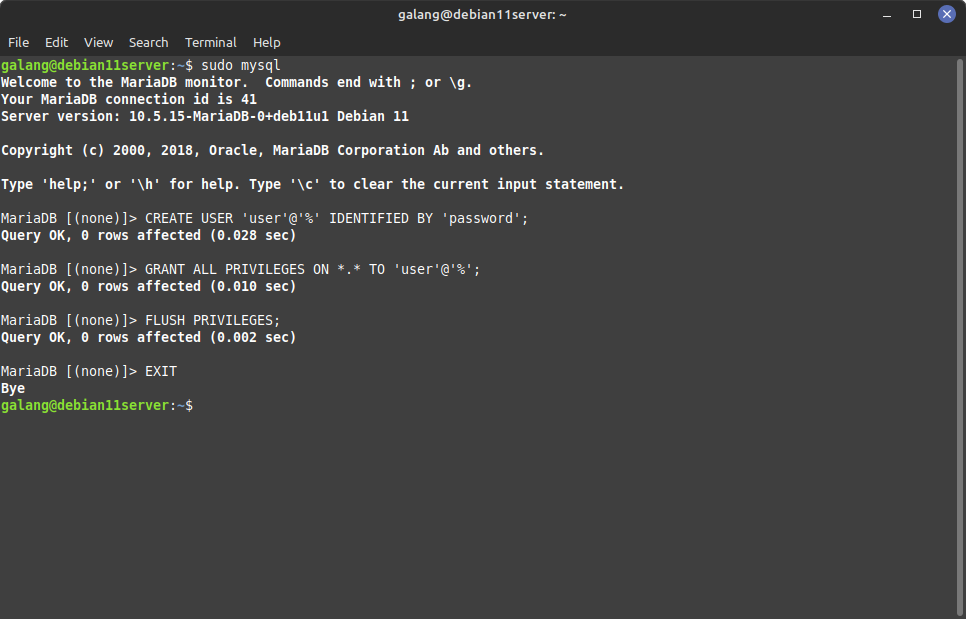 galang@debian11server: ~
File Edit View Search Terminal Help
galang@debian11server:~$ sudo mysql
Welcome to the MariaDB monitor.  Commands end with ; or \g.
Your MariaDB connection id is 41
Server version: 10.5.15-MariaDB-0+deb11u1 Debian 11
Copyright (c) 2000, 2018, Oracle, MariaDB Corporation Ab and others.
Type 'help;' or '\h' for help. Type '\c' to clear the current input statement.
MariaDB [(none)]> CREATE USER 'user'@'%' IDENTIFIED BY 'password';
Query OK, 0 rows affected (0.028 sec)
MariaDB [(none)]> GRANT ALL PRIVILEGES ON *.* TO 'user'@'%';
Query OK, 0 rows affected (0.010 sec)
MariaDB [(none)]> FLUSH PRIVILEGES;
Query OK, 0 rows affected (0.002 sec)
MariaDB [(none)]> EXIT
Bye
galang@debian11server:~$